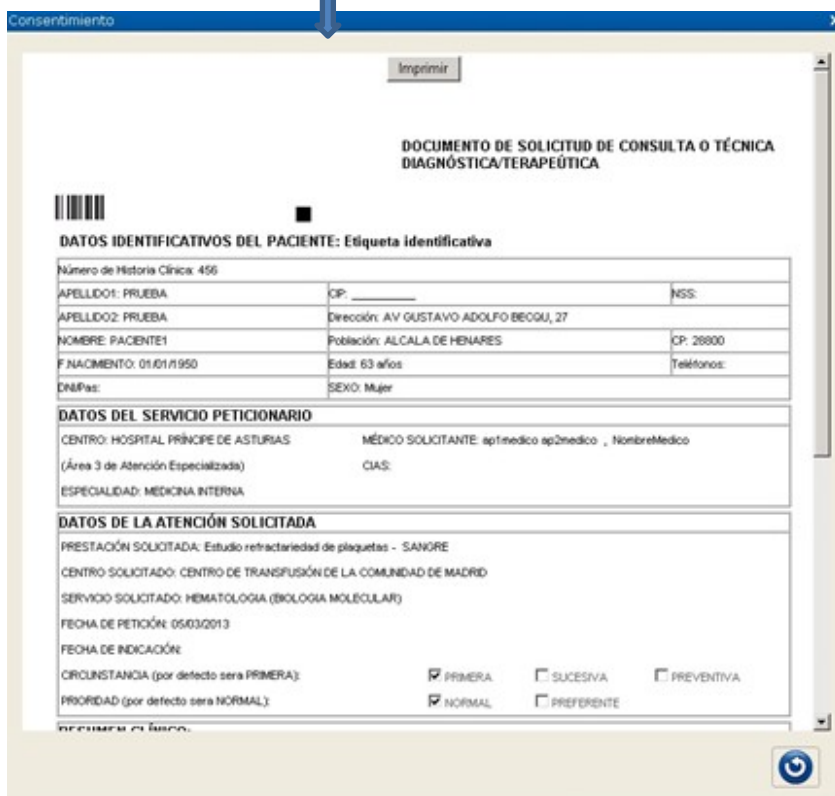 Consentimiento
Imprimir
DOCUMENTO DE SOLICITUD DE CONSULTA O TÉCNICA
DIAGNÓSTICA/TERAPEÚTICA
DATOS IDENTIFICATIVOS DEL PACIENTE: Etiqueta identificativa
Número de Historia Clínica: 456
APELLIDO1: PRUEBA CIP: __________ NSS:
APELLIDO2: PRUEBA Dirección: AV GUSTAVO ADOLFO BECQU, 27
NOMBRE: PACIENTE1 Población: ALCALA DE HENARES CP: 28800
F.NACIMIENTO: 01/01/1950 Edad: 63 años Teléfonos:
DNI/Pas: SEXO: Mujer
DATOS DEL SERVICIO PETICIONARIO
CENTRO: HOSPITAL PRÍNCIPE DE ASTURIAS MÉDICO SOLICITANTE: ap1medico ap2medico , NombreMedico
(Área 3 de Atención Especializada) CIAS:
ESPECIALIDAD: MEDICINA INTERNA
DATOS DE LA ATENCIÓN SOLICITADA
PRESTACIÓN SOLICITADA: Estudio refractariedad de plaquetas - SANGRE
CENTRO SOLICITADO: CENTRO DE TRANSFUSIÓN DE LA COMUNIDAD DE MADRID
SERVICIO SOLICITADO: HEMATOLOGIA (BIOLOGIA MOLECULAR)
FECHA DE PETICIÓN: 05/03/2013
FECHA DE INDICACIÓN:
CIRCUNSTANCIA (por defecto sera PRIMERA): PRIMERA SUCESIVA PREVENTIVA
PRIORIDAD (por defecto sera NORMAL): NORMAL PREFERENTE
RESUMEN CLÍNICO: